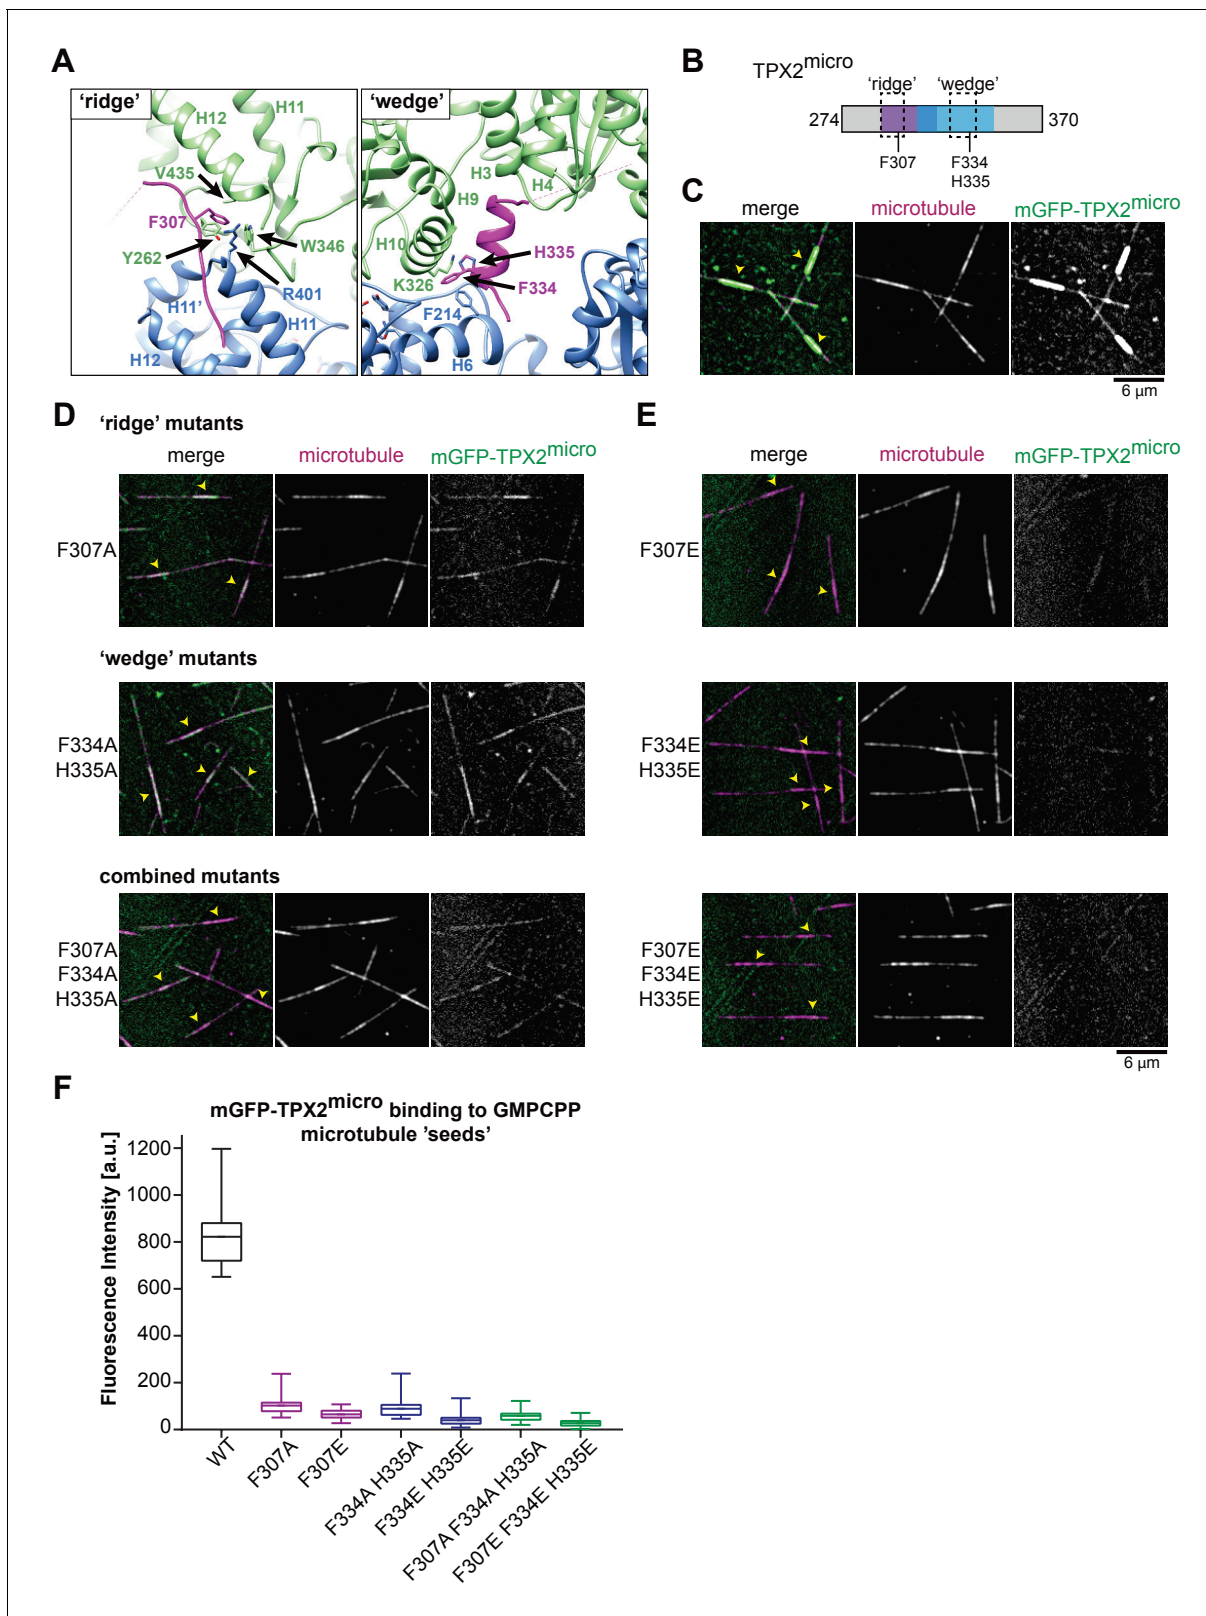 A
'ridge'
H11
H12
V435
F307
Y262
W346
R401
H11'
H11
H12
'wedge'
H3
H4
H9
H10
H335
K326
F334
F214
H6
B
TPX2micro
'ridge' 'wedge'
274 370
F307 F334
H335
C
merge microtubule mGFP-TPX2micro
6 µm
D
'ridge' mutants
merge microtubule mGFP-TPX2micro
F307A
'wedge' mutants
F334A
H335A
combined mutants
F307A
F334A
H335A
E
merge microtubule mGFP-TPX2micro
F307E
F334E
H335E
F307E
F334E
H335E
6 µm
F
mGFP-TPX2micro binding to GMPCPP
microtubule 'seeds'
Fluorescence Intensity [a.u.]
1200
1000
800
600
400
200
0
WT
F307A
F307E
F334A H335A
F334E H335E
F307A F334A H335A
F307E F334E H335E